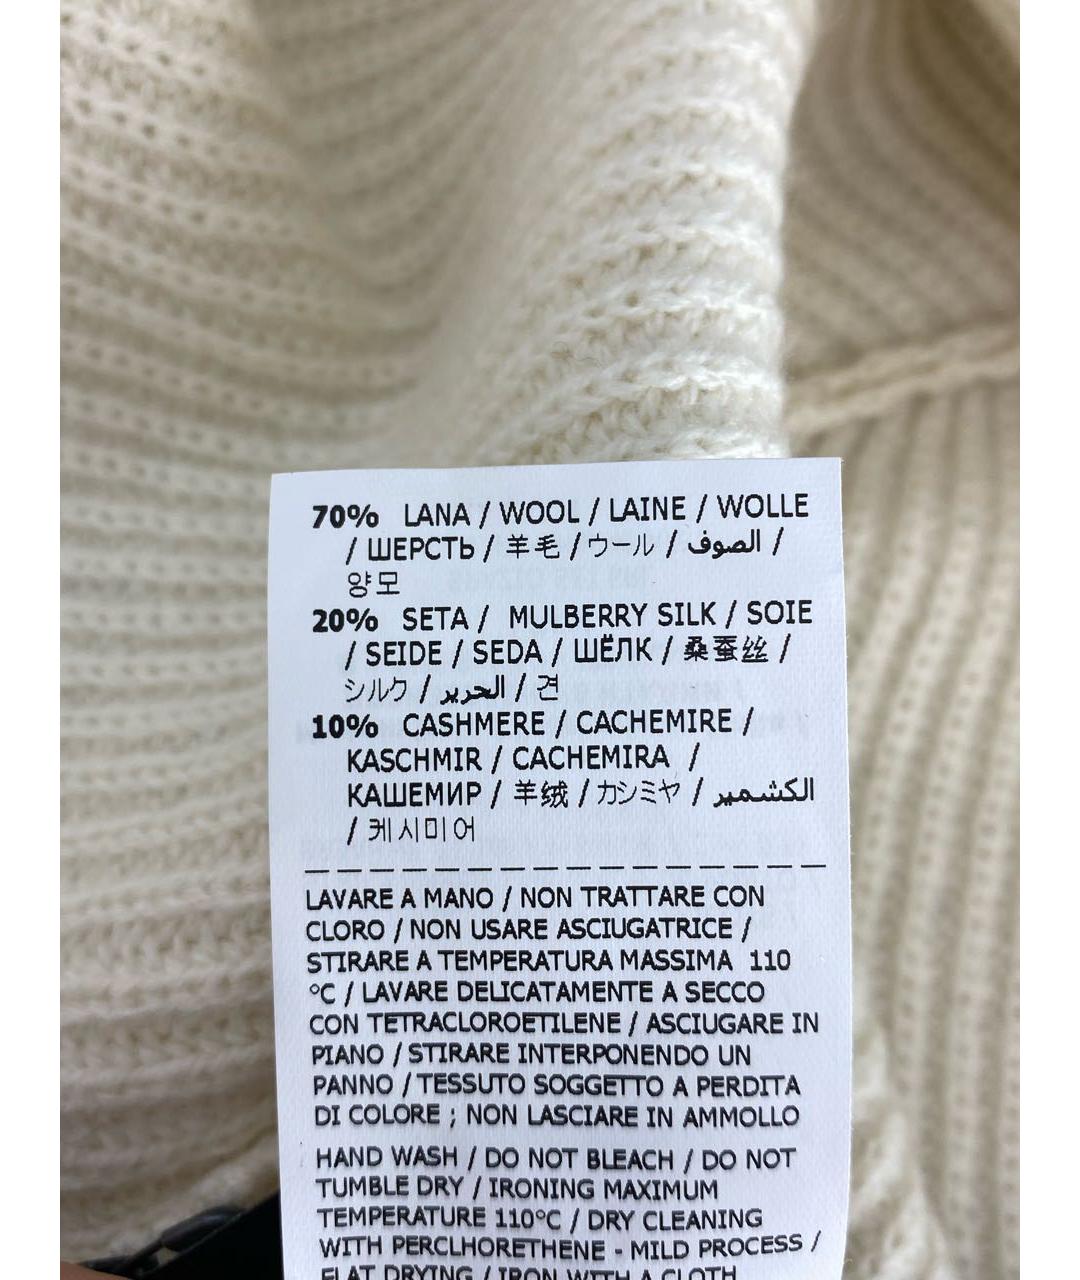 70% LANA / WOOL / LAINE / WOLLE
/ ШЕРСТЬ / 羊毛 / ウール / الصوف /
양모
20% SETA / MULBERRY SILK / SOIE
/ SEIDE / SEDA / ШЁЛК / 桑蚕丝 /
シルク / الحرير / 견
10% CASHMERE / CACHEMIRE /
KASCHMIR / CACHEMIRA /
КАШЕМИР / 羊绒 / カシミヤ / الكشمير
/ 케시미어
LAVARE A MANO / NON TRATTARE CON
CLORO / NON USARE ASCIUGATRICE /
STIRARE A TEMPERATURA MASSIMA 110
°C / LAVARE DELICATAMENTE A SECCO
CON TETRACLOROETILENE / ASCIUGARE IN
PIANO / STIRARE INTERPONENDO UN
PANNO / TESSUTO SOGGETTO A PERDITA
DI COLORE ; NON LASCIARE IN AMMOLLO
HAND WASH / DO NOT BLEACH / DO NOT
TUMBLE DRY / IRONING MAXIMUM
TEMPERATURE 110°C / DRY CLEANING
WITH PERCLHORETHENE - MILD PROCESS /
FLAT DRYING / IRON WITH A CLOTH